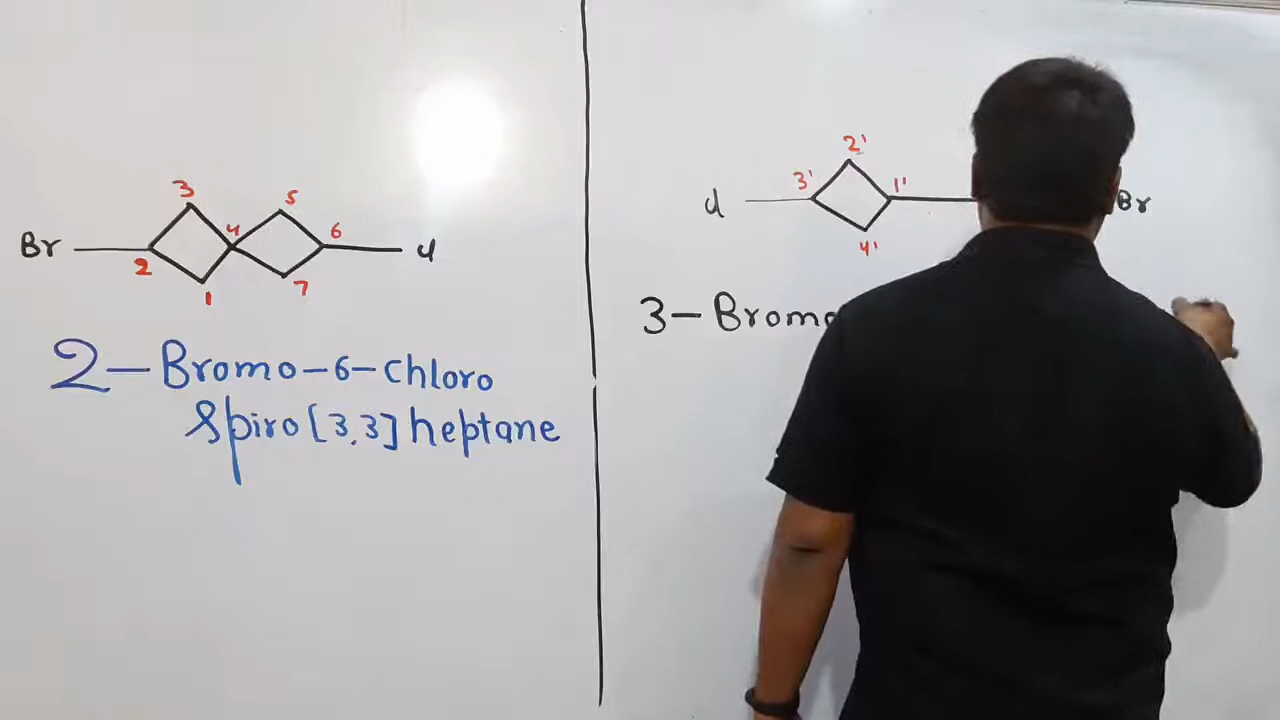 3 5
Br 4 6 Cl
2
1 7
2-Bromo-6-chloro
Spiro[3,3]heptane
2'
Cl 3' 1' Br
4'
3-Bromo